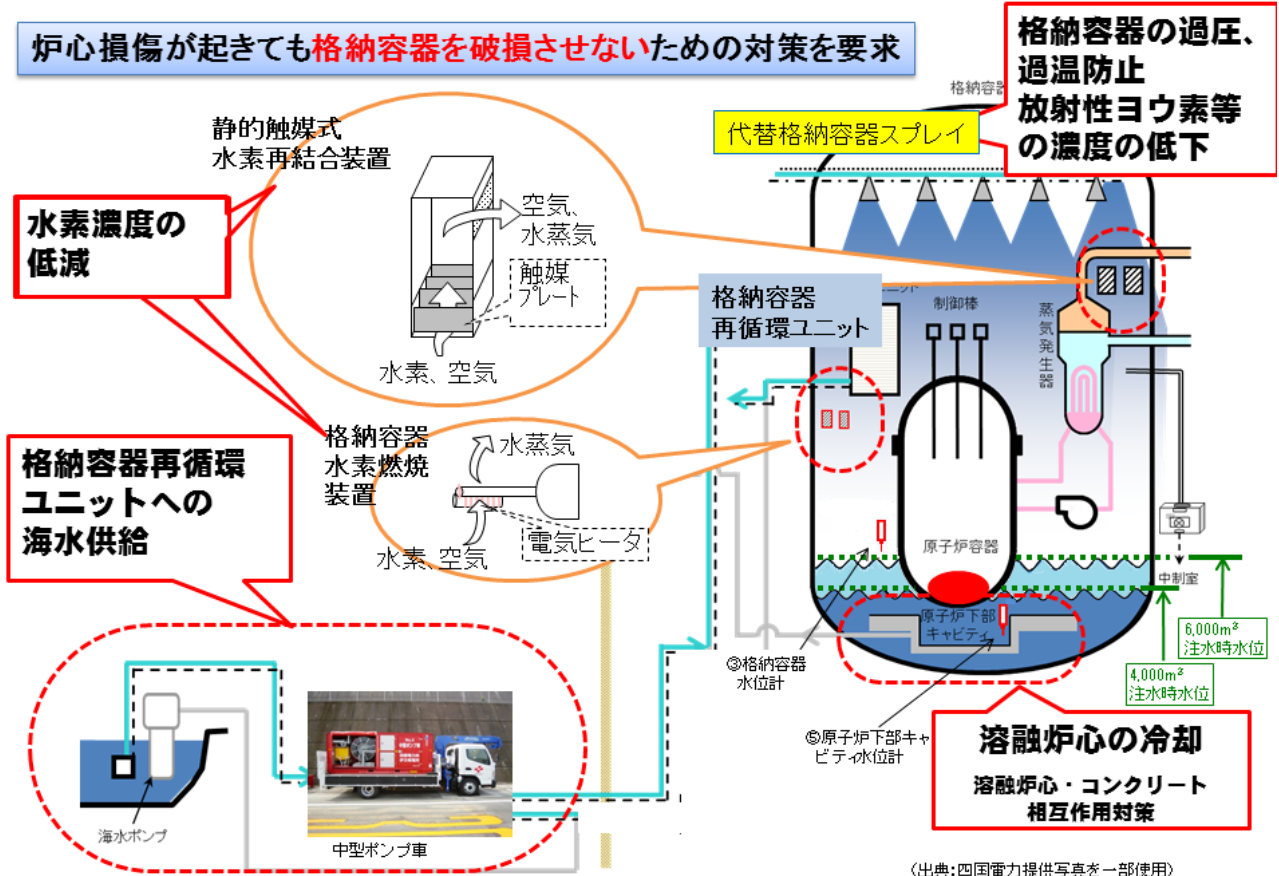 炉心損傷が起きても格納容器を破損させないための対策を要求
格納容器の過圧、
過温防止
放射性ヨウ素等
の濃度の低下
格納容器
代替格納容器スプレイ
静的触媒式
水素再結合装置
空気、
水蒸気
触媒
プレート
水素、空気
水素濃度の
低減
格納容器
再循環ユニット
制御棒
蒸気発生器
格納容器
水素燃焼
装置
水蒸気
電気ヒータ
水素、空気
格納容器再循環
ユニットへの
海水供給
原子炉容器
中制室
原子炉下部
キャビティ
6,000m³
注水時水位
4,000m³
注水時水位
③格納容器
水位計
⑤原子炉下部キャ
ビティ水位計
溶融炉心の冷却
溶融炉心・コンクリート
相互作用対策
海水ポンプ
中型ポンプ車
(出典:四国電力提供写真を一部使用)